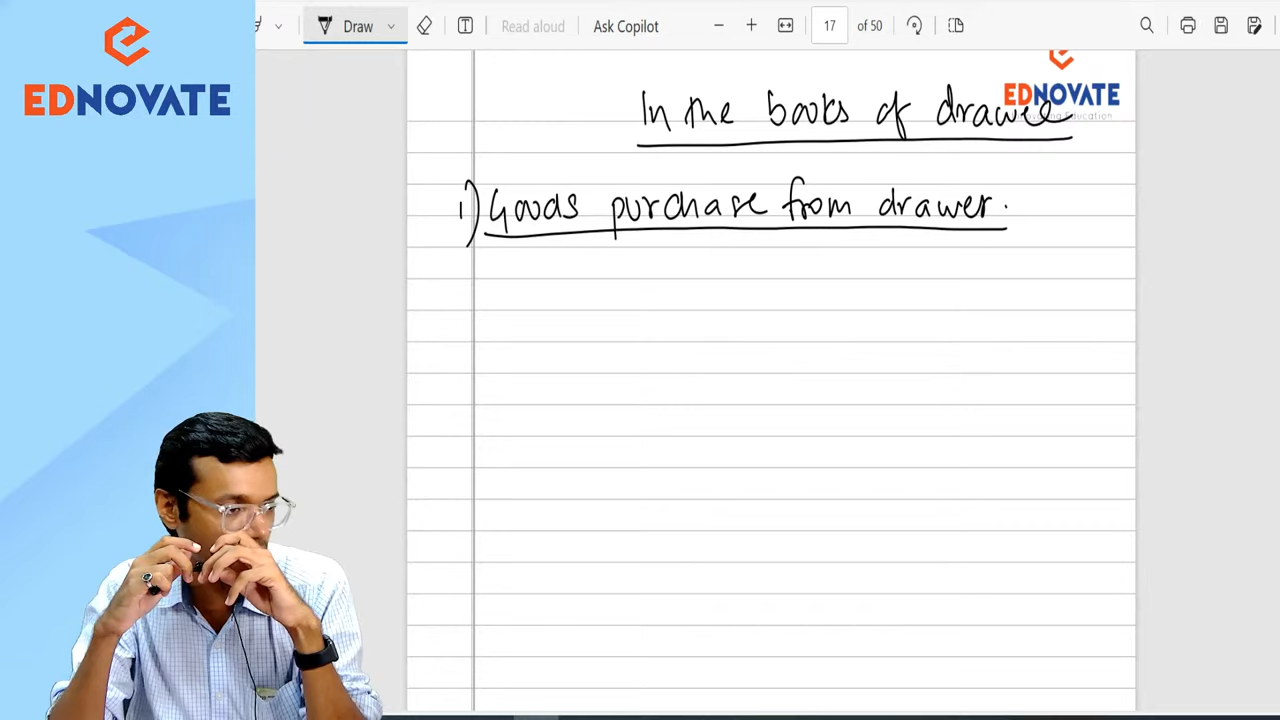 Draw
Read aloud
Ask Copilot
17
of 50
EDNOVATE
EDNOVATE
In the books of drawee
1) Goods purchase from drawer.